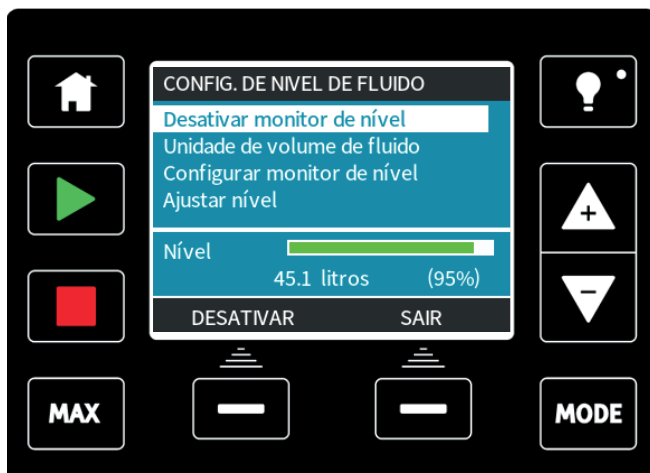 CONFIG. DE NIVEL DE FLUIDO
Desativar monitor de nível
Unidade de volume de fluido
Configurar monitor de nível
Ajustar nível
Nível
45.1 litros (95%)
DESATIVAR SAIR
MAX
MODE